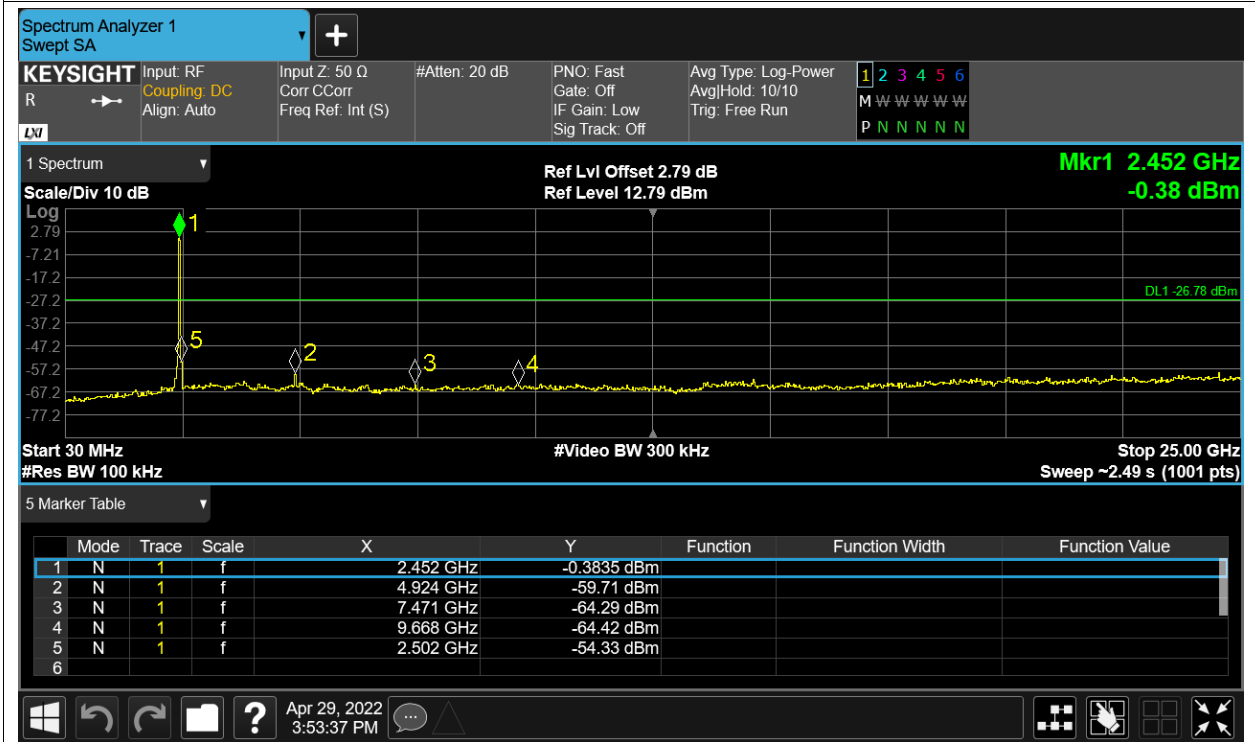 Spectrum Analyzer 1
Swept SA
+
KEYSIGHT
R
LXI
Input: RF
Coupling: DC
Align: Auto
Input Z: 50 Ω
Corr CCorr
Freq Ref: Int (S)
#Atten: 20 dB
PNO: Fast
Gate: Off
IF Gain: Low
Sig Track: Off
Avg Type: Log-Power
Avg|Hold: 10/10
Trig: Free Run
1 2 3 4 5 6
M W W W W W
P N N N N N
1 Spectrum
Scale/Div 10 dB
Ref Lvl Offset 2.79 dB
Ref Level 12.79 dBm
Mkr1 2.452 GHz
-0.38 dBm
Log
2.79
-7.21
-17.2
-27.2
-37.2
-47.2
-57.2
-67.2
-77.2
1
5
2
3
4
DL1 -26.78 dBm
Start 30 MHz
#Res BW 100 kHz
#Video BW 300 kHz
Stop 25.00 GHz
Sweep ~2.49 s (1001 pts)
5 Marker Table
Mode Trace Scale X Y Function Function Width Function Value
1 N 1 f 2.452 GHz -0.3835 dBm
2 N 1 f 4.924 GHz -59.71 dBm
3 N 1 f 7.471 GHz -64.29 dBm
4 N 1 f 9.668 GHz -64.42 dBm
5 N 1 f 2.502 GHz -54.33 dBm
6
?
Apr 29, 2022
3:53:37 PM